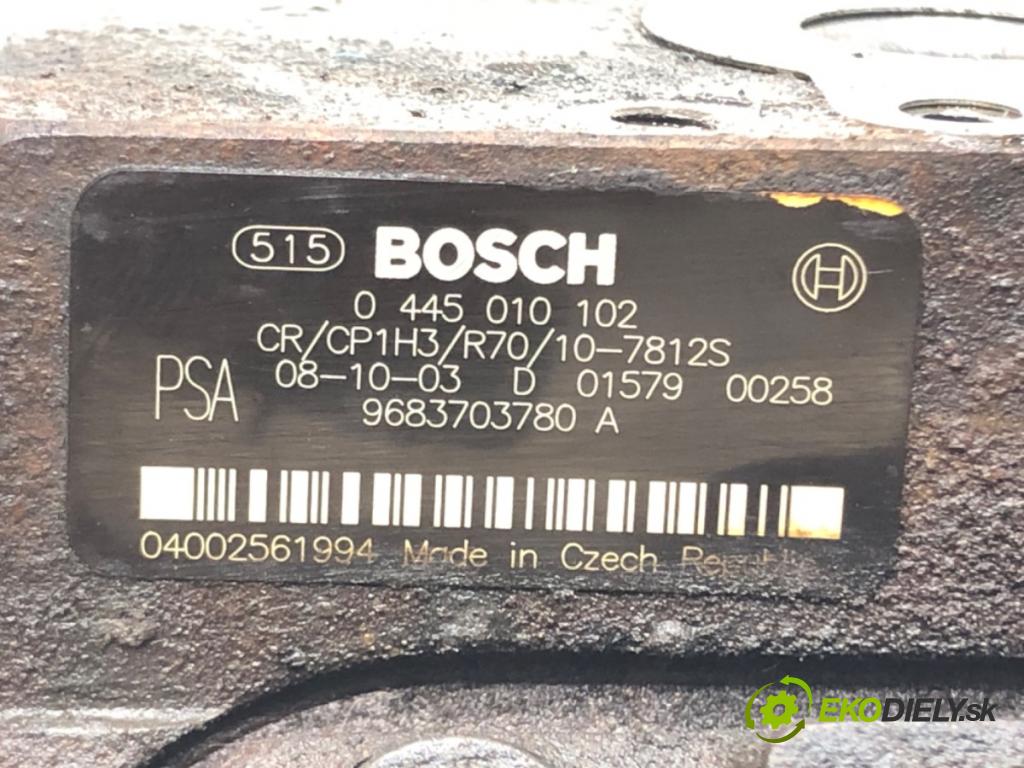 515 BOSCH
0 445 010 102
CR/CP1H3/R70/10-7812S
PSA 08-10-03 D 01579 00258
9683703780 A
04002561994 Made in Czech Republic
EKODIELY.sk